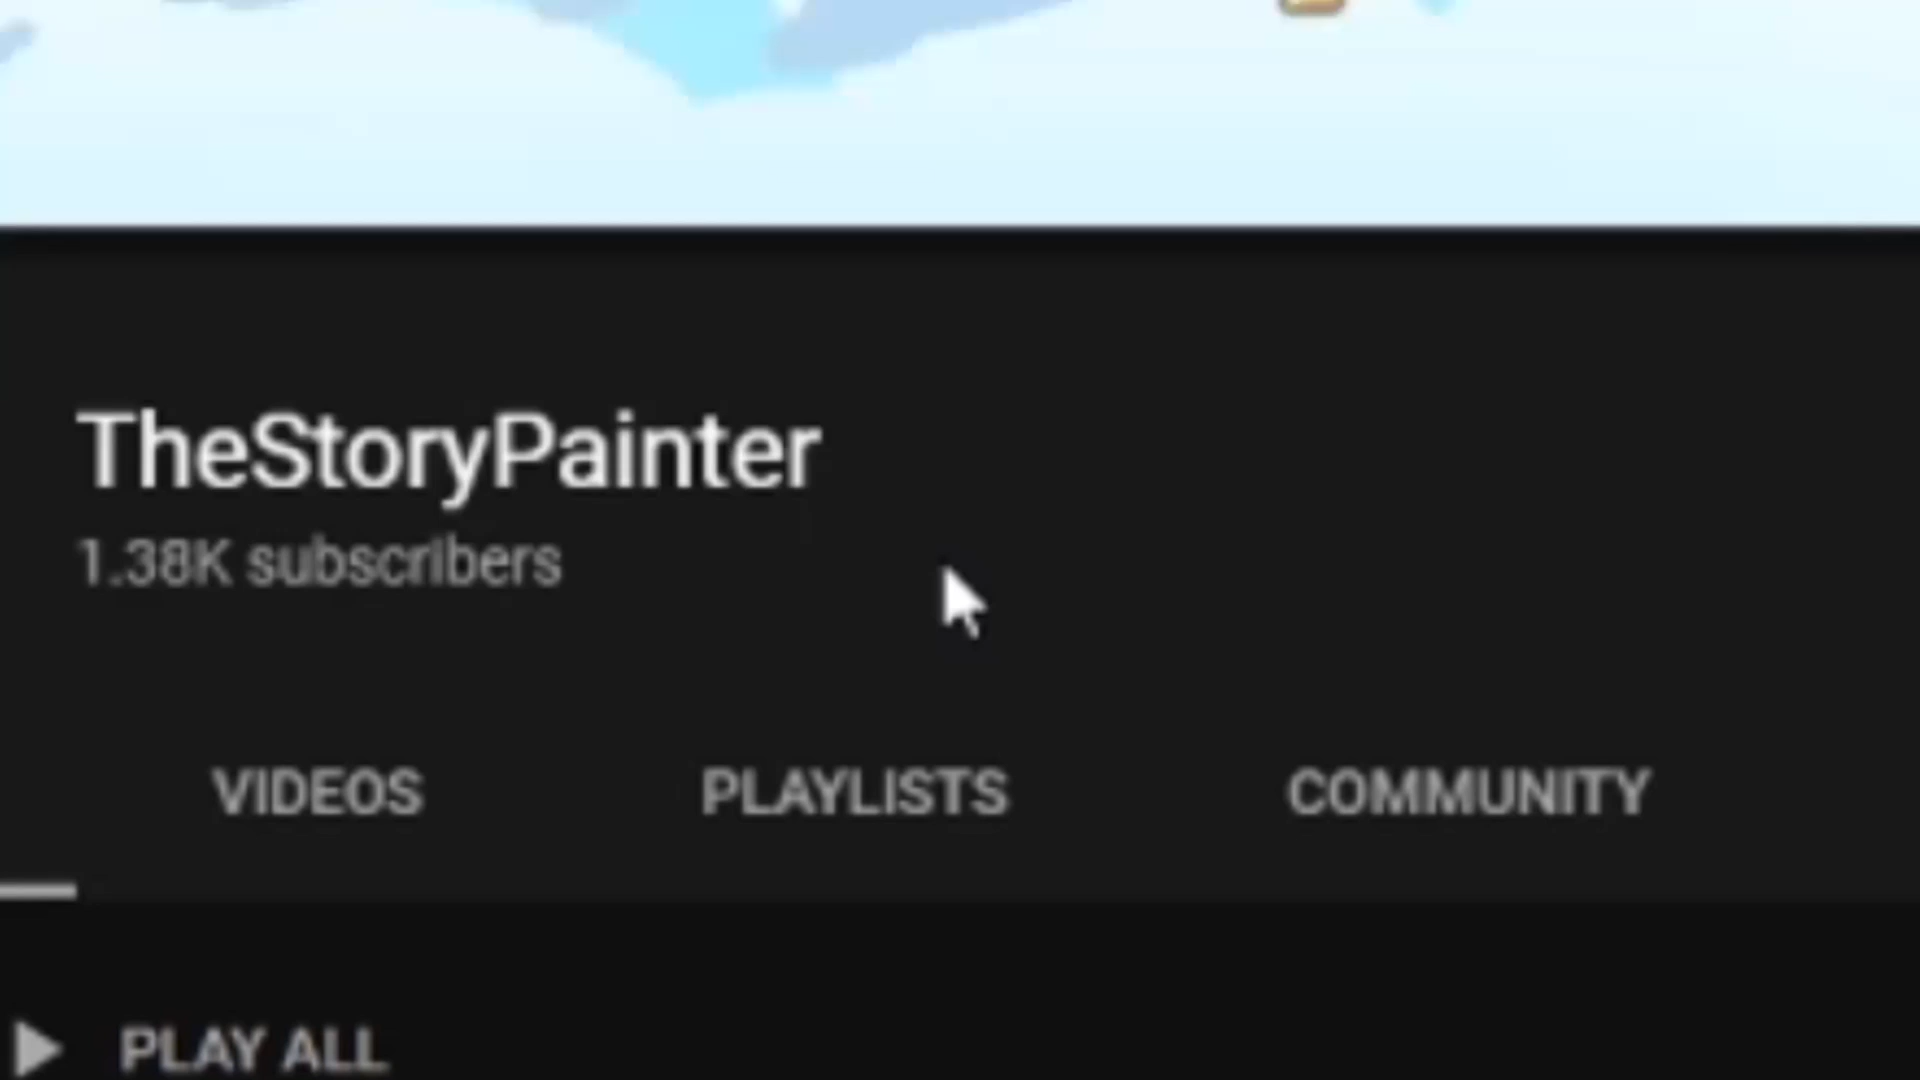 TheStoryPainter
1.38K subscribers
VIDEOS PLAYLISTS COMMUNITY
PLAY ALL